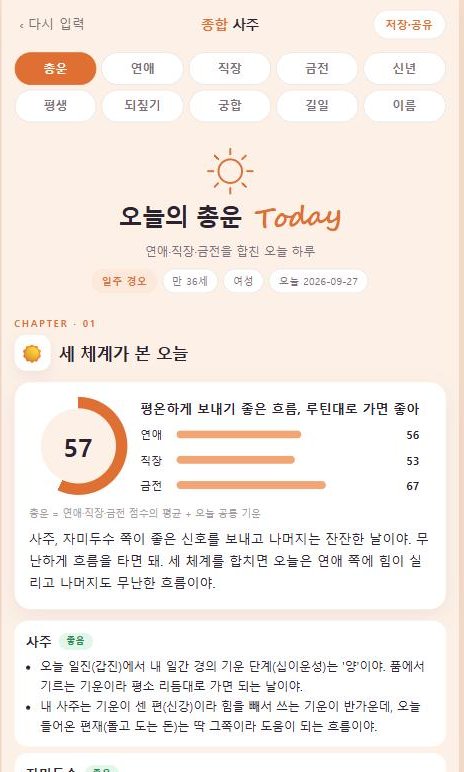 ‹ 다시 입력
종합 사주
저장·공유
총운
연애
직장
금전
신년
평생
되짚기
궁합
길일
이름
오늘의 총운 Today
연애·직장·금전을 합친 오늘 하루
일주 경오
만 36세
여성
오늘 2026-09-27
CHAPTER · 01
세 체계가 본 오늘
57
평온하게 보내기 좋은 흐름, 루틴대로 가면 좋아
연애 56
직장 53
금전 67
총운 = 연애·직장·금전 점수의 평균 + 오늘 공통 기운
사주, 자미두수 쪽이 좋은 신호를 보내고 나머지는 잔잔한 날이야. 무
난하게 흐름을 타면 돼. 세 체계를 합치면 오늘은 연애 쪽에 힘이 실
리고 나머지도 무난한 흐름이야.
사주 좋음
• 오늘 일진(갑진)에서 내 일간 경의 기운 단계(십이운성)는 '양'이야. 품에서
기르는 기운이라 평소 리듬대로 가면 되는 날이야.
• 내 사주는 기운이 센 편(신강)이라 힘을 빼서 쓰는 기운이 반가운데, 오늘
들어온 편재(돌고 도는 돈)는 딱 그쪽이라 도움이 되는 흐름이야.
자미두수 좋음